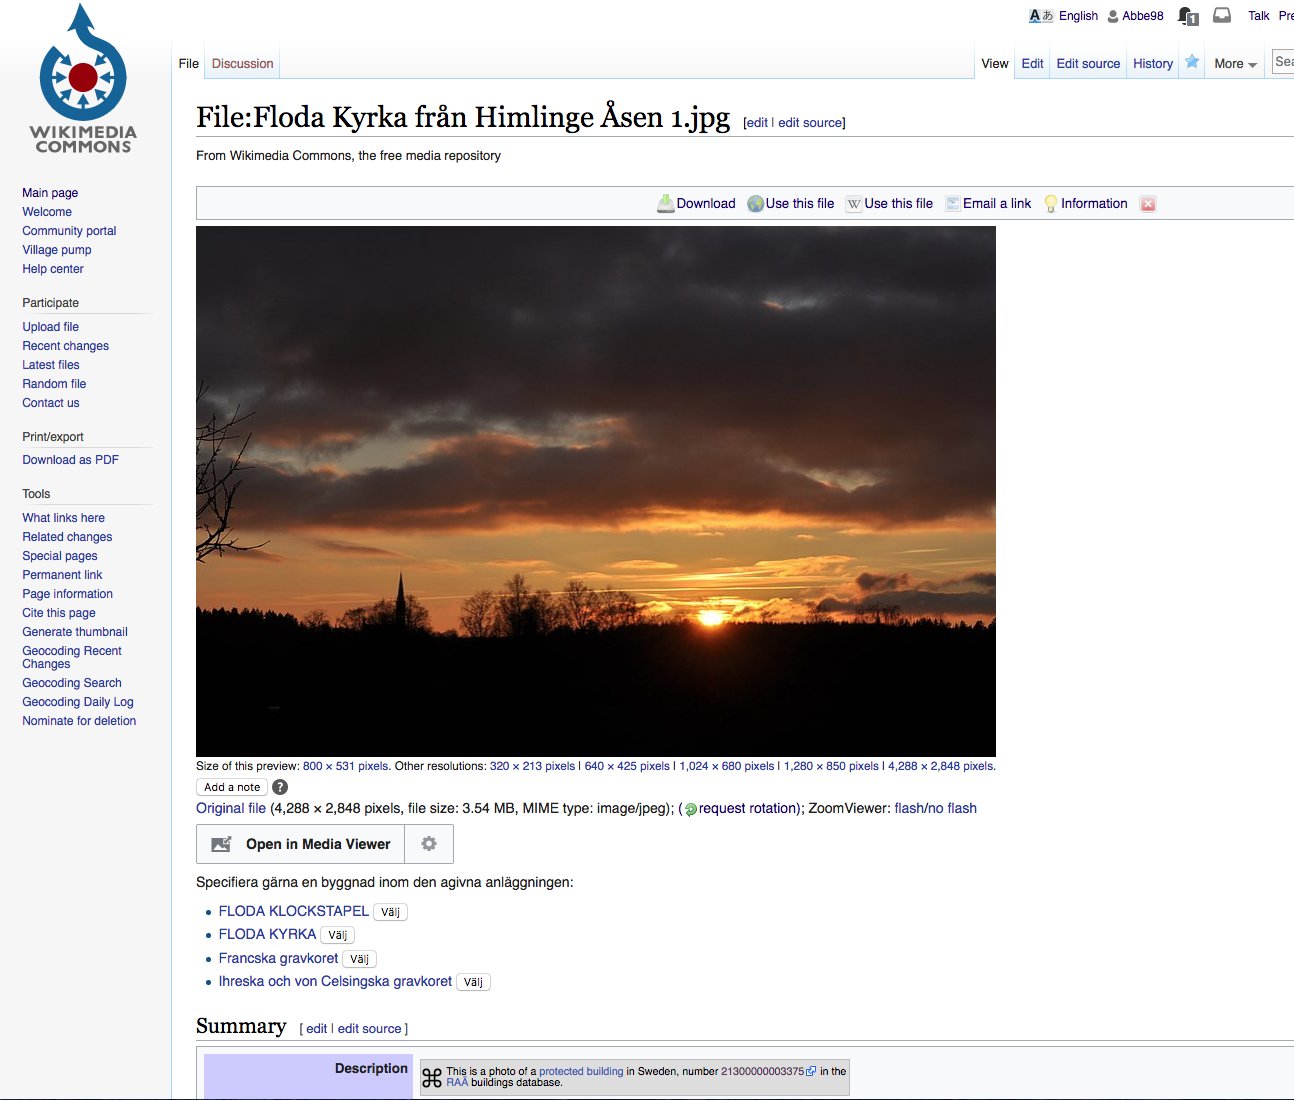 English Abbe98 1 Talk
File Discussion View Edit Edit source History More
WIKIMEDIA
COMMONS
File:Floda Kyrka från Himlinge Åsen 1.jpg [edit | edit source]
From Wikimedia Commons, the free media repository
Download Use this file W Use this file Email a link Information
Main page
Welcome
Community portal
Village pump
Help center
Participate
Upload file
Recent changes
Latest files
Random file
Contact us
Print/export
Download as PDF
Tools
What links here
Related changes
Special pages
Permanent link
Page information
Cite this page
Generate thumbnail
Geocoding Recent
Changes
Geocoding Search
Geocoding Daily Log
Nominate for deletion
Size of this preview: 800 × 531 pixels. Other resolutions: 320 × 213 pixels | 640 × 425 pixels | 1,024 × 680 pixels | 1,280 × 850 pixels | 4,288 × 2,848 pixels.
Add a note ?
Original file (4,288 × 2,848 pixels, file size: 3.54 MB, MIME type: image/jpeg); ( request rotation); ZoomViewer: flash/no flash
Open in Media Viewer
Specifiera gärna en byggnad inom den agivna anläggningen:
FLODA KLOCKSTAPEL Välj
FLODA KYRKA Välj
Francska gravkoret Välj
Ihreska och von Celsingska gravkoret Välj
Summary [ edit | edit source ]
Description ⌘ This is a photo of a protected building in Sweden, number 21300000003375 in the
RAÄ buildings database.